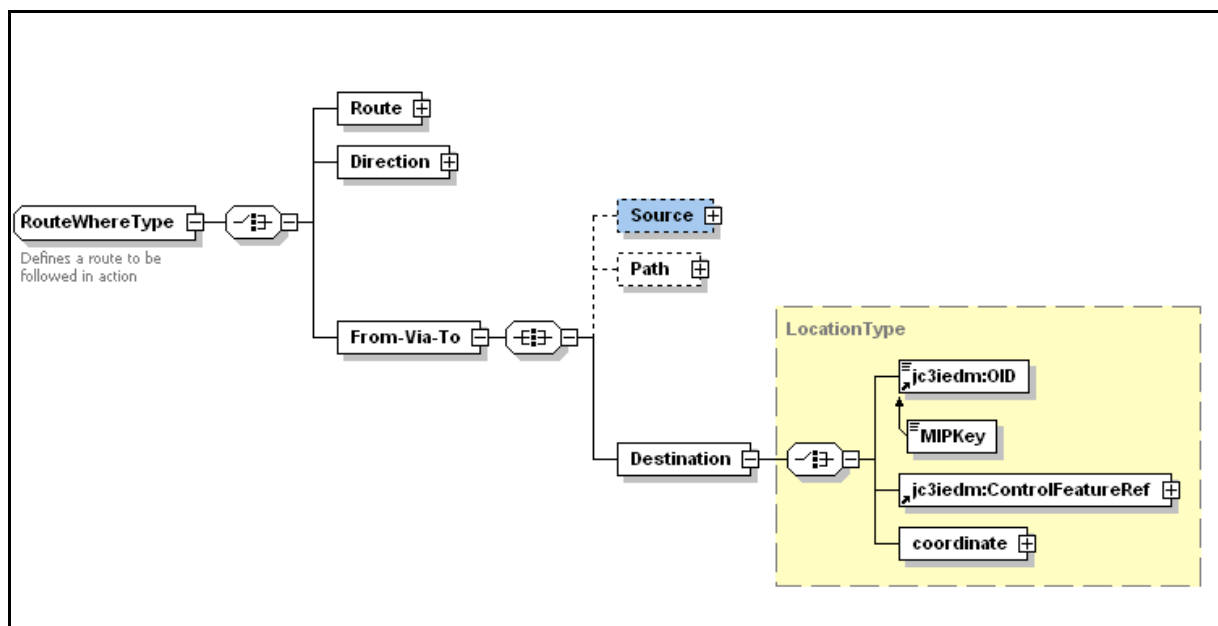 Route
Direction
RouteWhereType
Defines a route to be
followed in action
From-Via-To
Source
Path
Destination
LocationType
jc3iedm:OID
MIPKey
jc3iedm:ControlFeatureRef
coordinate